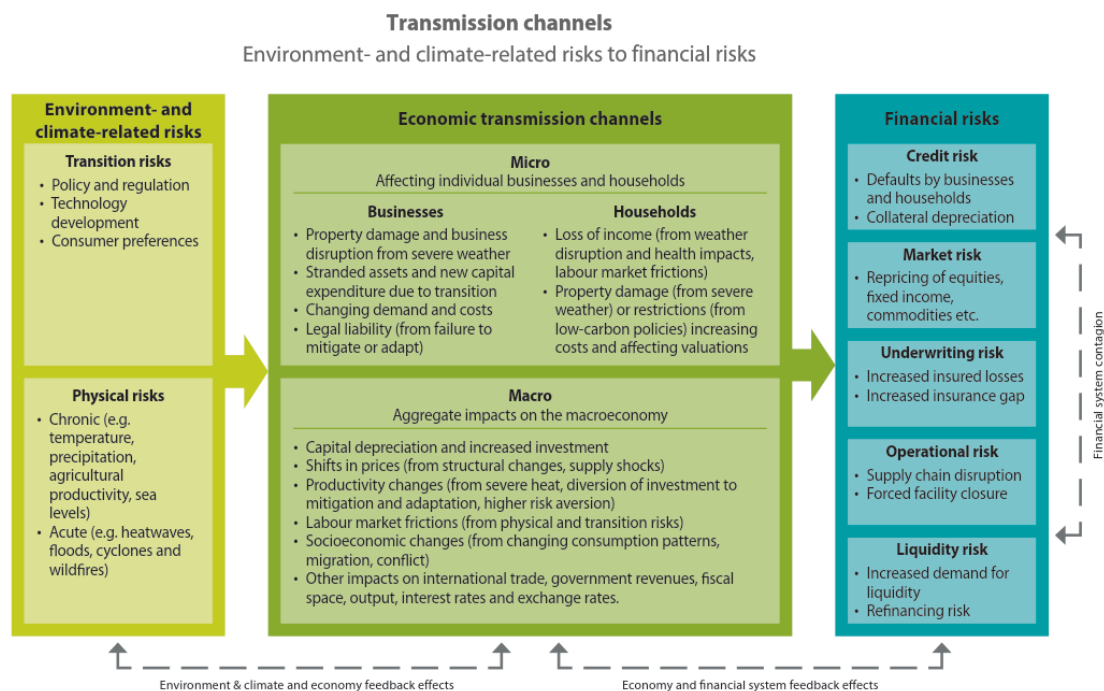 Transmission channels
Environment- and climate-related risks to financial risks
Environment- and
climate-related risks
Transition risks
• Policy and regulation
• Technology
development
• Consumer preferences
Physical risks
• Chronic (e.g.
temperature,
precipitation,
agricultural
productivity, sea
levels)
• Acute (e.g. heatwaves,
floods, cyclones and
wildfires)
Economic transmission channels
Micro
Affecting individual businesses and households
Businesses
• Property damage and business
disruption from severe weather
• Stranded assets and new capital
expenditure due to transition
• Changing demand and costs
• Legal liability (from failure to
mitigate or adapt)
Households
• Loss of income (from weather
disruption and health impacts,
labour market frictions)
• Property damage (from severe
weather) or restrictions (from
low-carbon policies) increasing
costs and affecting valuations
Macro
Aggregate impacts on the macroeconomy
• Capital depreciation and increased investment
• Shifts in prices (from structural changes, supply shocks)
• Productivity changes (from severe heat, diversion of investment to
mitigation and adaptation, higher risk aversion)
• Labour market frictions (from physical and transition risks)
• Socioeconomic changes (from changing consumption patterns,
migration, conflict)
• Other impacts on international trade, government revenues, fiscal
space, output, interest rates and exchange rates.
Financial risks
Credit risk
• Defaults by businesses
and households
• Collateral depreciation
Market risk
• Repricing of equities,
fixed income,
commodities etc.
Underwriting risk
• Increased insured losses
• Increased insurance gap
Operational risk
• Supply chain disruption
• Forced facility closure
Liquidity risk
• Increased demand for
liquidity
• Refinancing risk
Financial system contagion
Environment & climate and economy feedback effects
Economy and financial system feedback effects